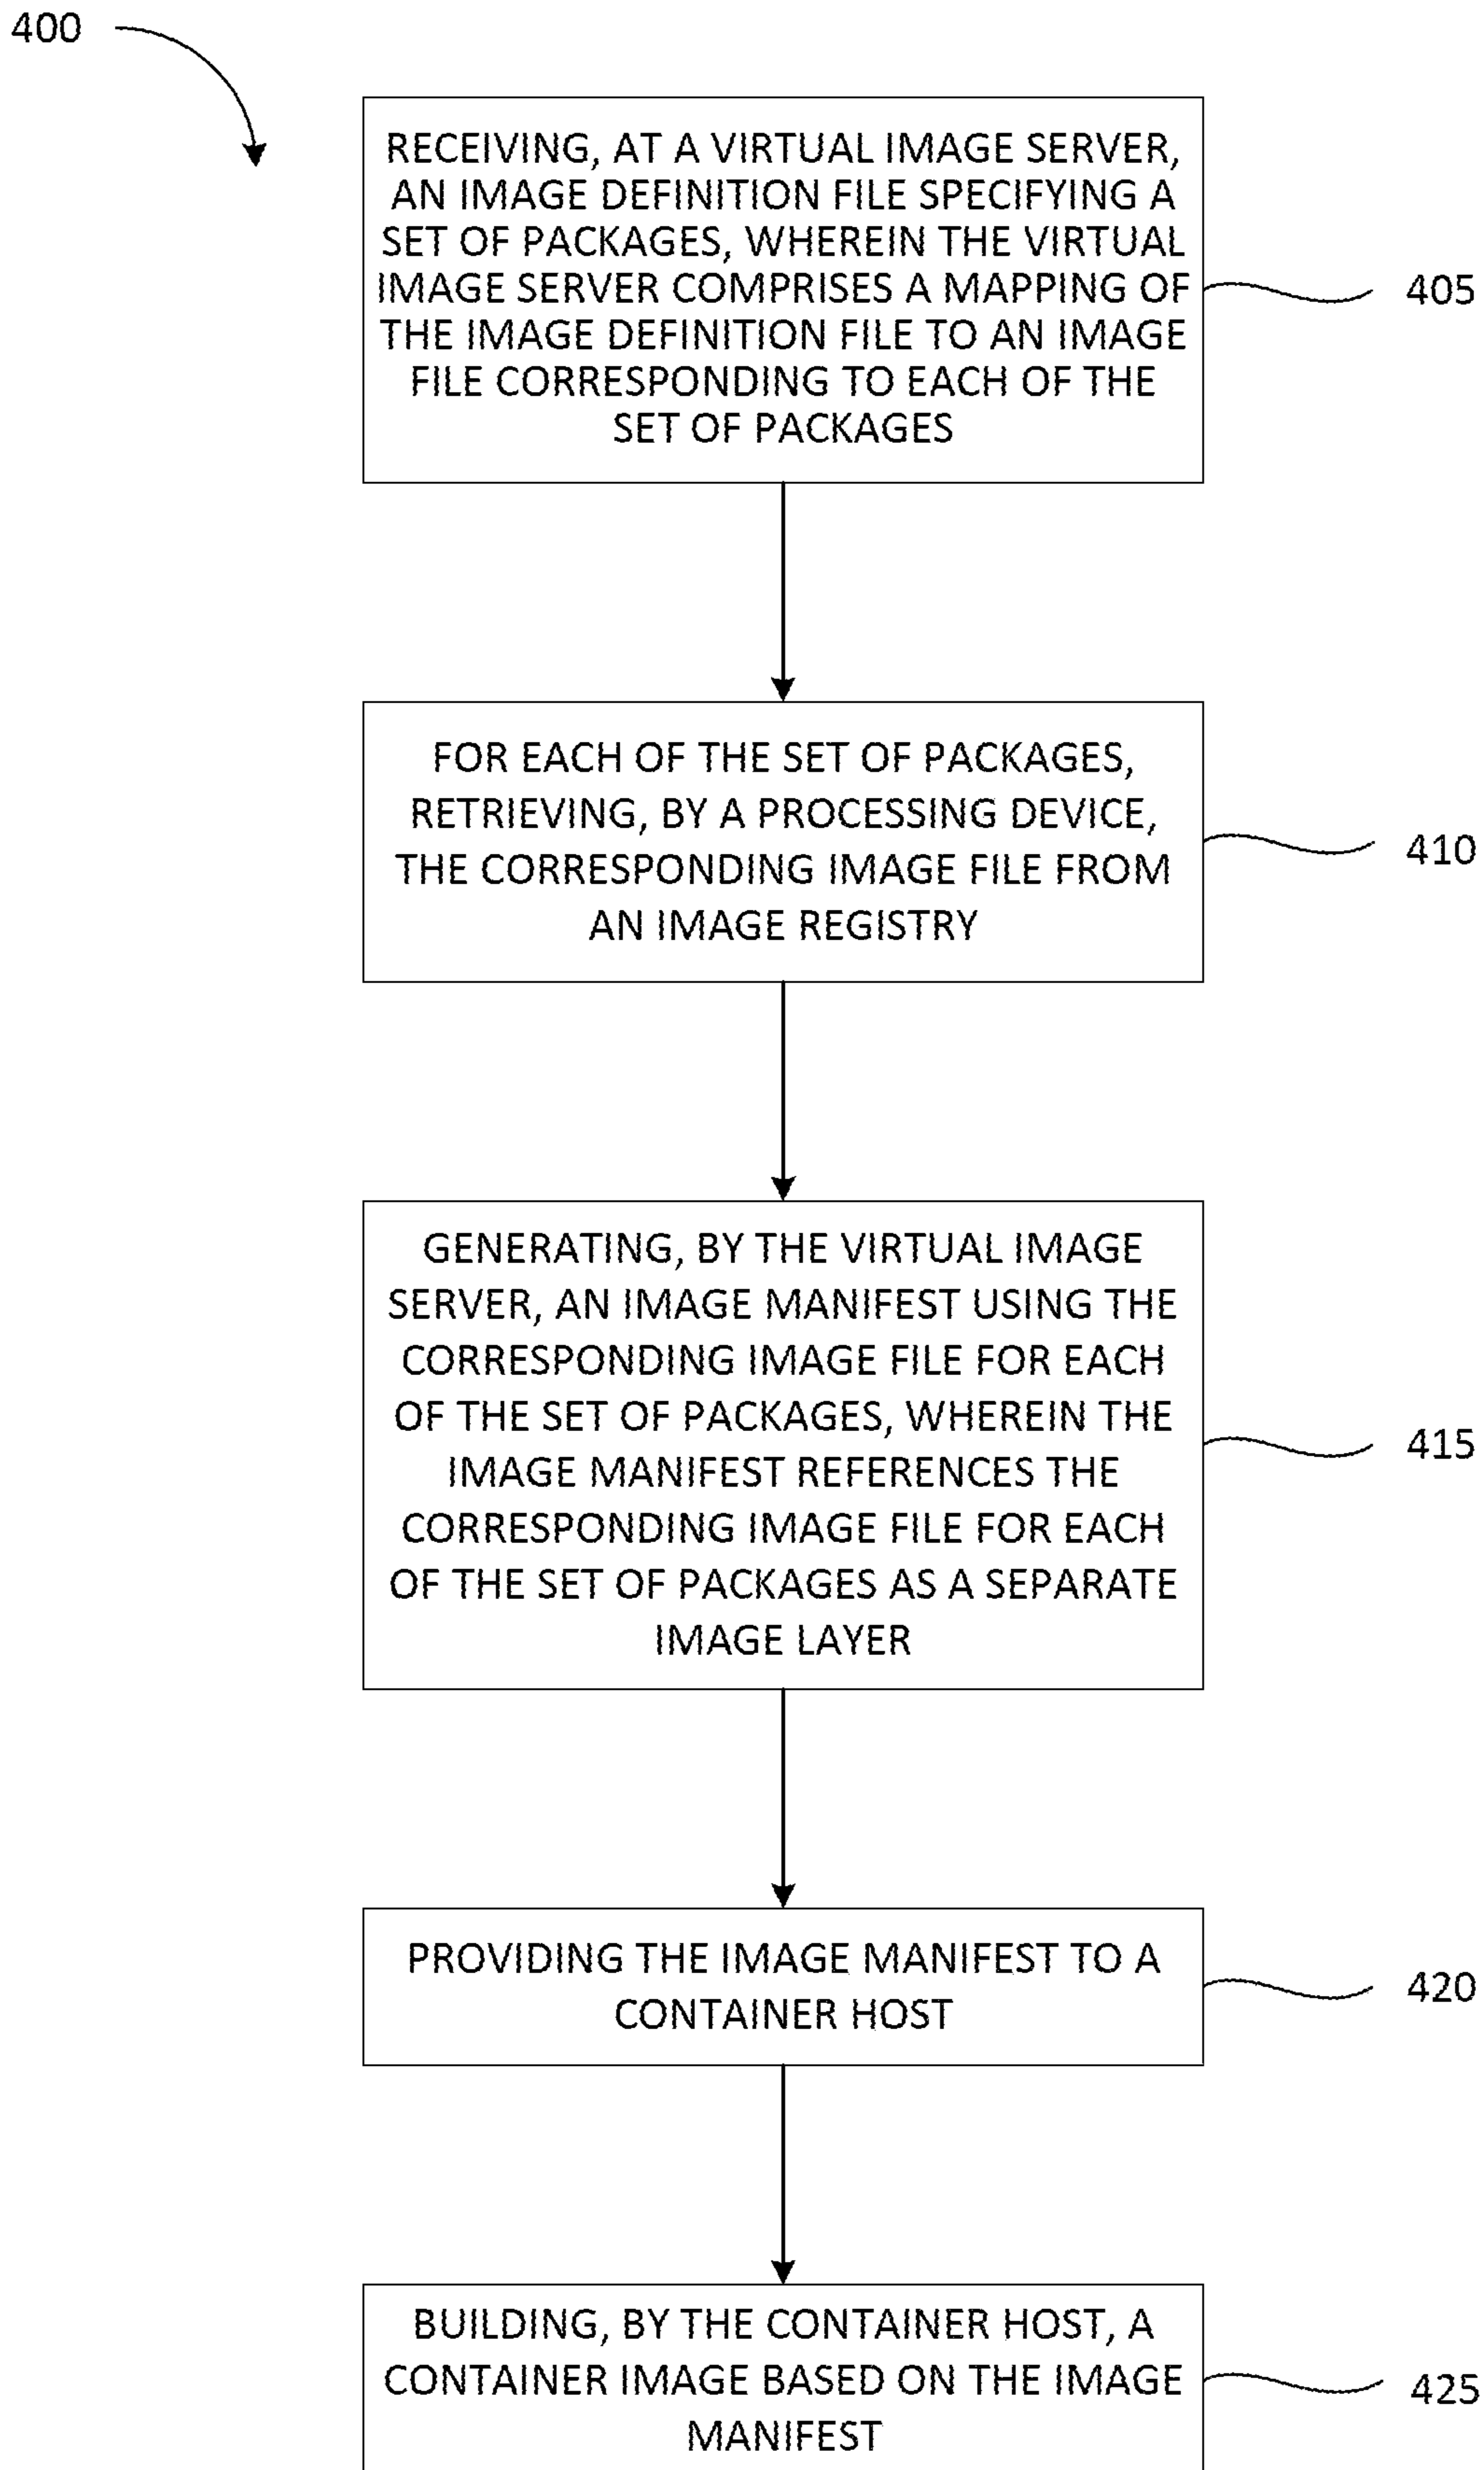 400
RECEIVING, AT A VIRTUAL IMAGE SERVER,
AN IMAGE DEFINITION FILE SPECIFYING A
SET OF PACKAGES, WHEREIN THE VIRTUAL
IMAGE SERVER COMPRISES A MAPPING OF
THE IMAGE DEFINITION FILE TO AN IMAGE
FILE CORRESPONDING TO EACH OF THE
SET OF PACKAGES
405
FOR EACH OF THE SET OF PACKAGES,
RETRIEVING, BY A PROCESSING DEVICE,
THE CORRESPONDING IMAGE FILE FROM
AN IMAGE REGISTRY
410
GENERATING, BY THE VIRTUAL IMAGE
SERVER, AN IMAGE MANIFEST USING THE
CORRESPONDING IMAGE FILE FOR EACH
OF THE SET OF PACKAGES, WHEREIN THE
IMAGE MANIFEST REFERENCES THE
CORRESPONDING IMAGE FILE FOR EACH
OF THE SET OF PACKAGES AS A SEPARATE
IMAGE LAYER
415
PROVIDING THE IMAGE MANIFEST TO A
CONTAINER HOST
420
BUILDING, BY THE CONTAINER HOST, A
CONTAINER IMAGE BASED ON THE IMAGE
MANIFEST
425